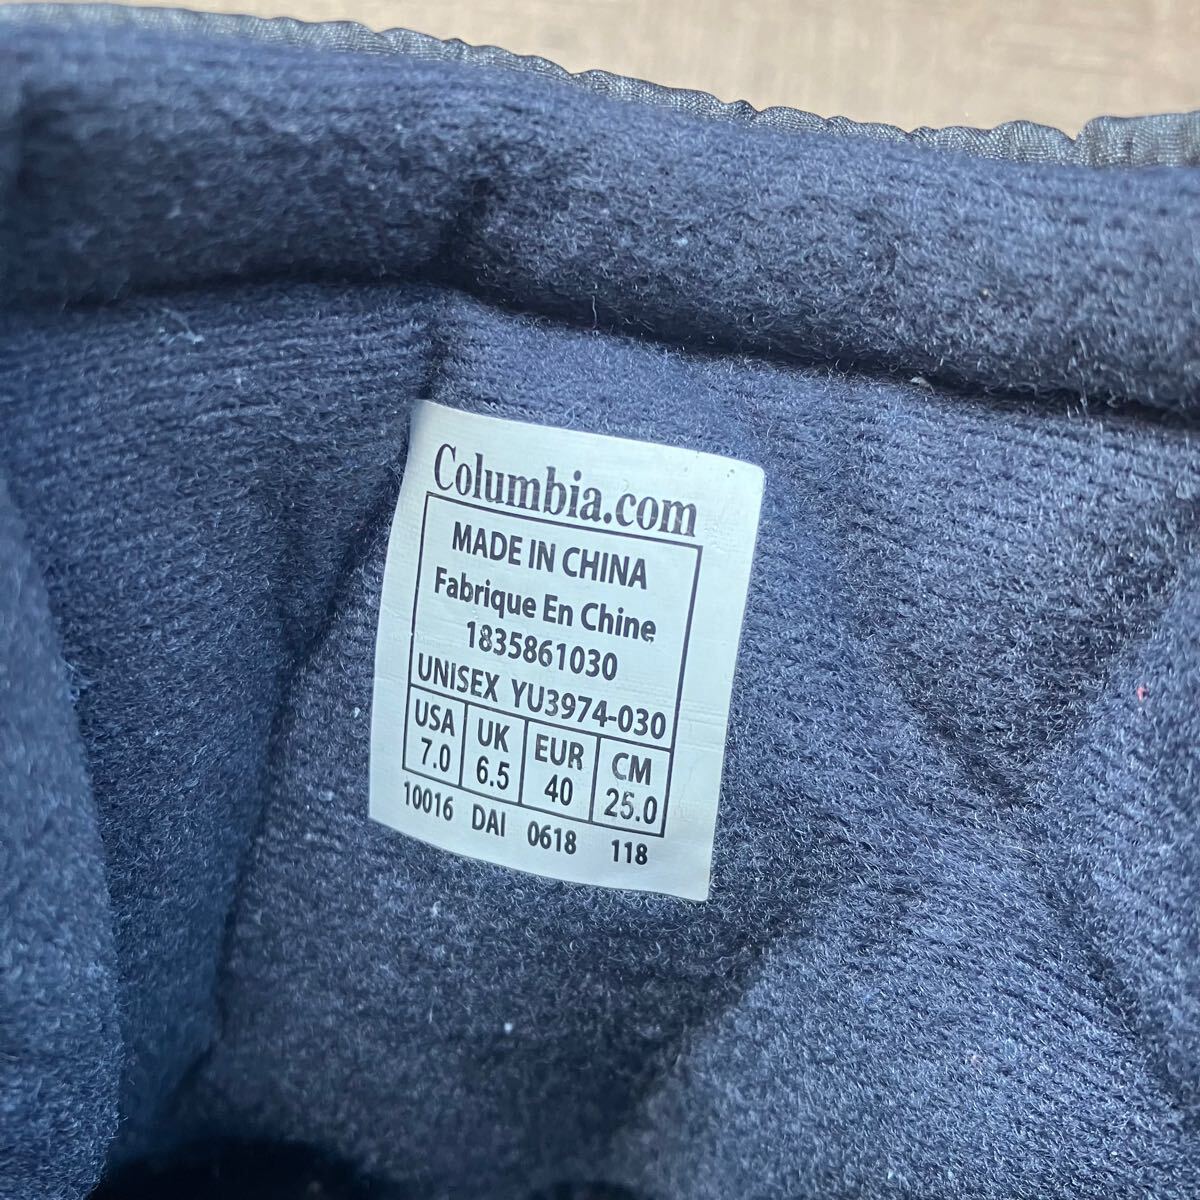 Columbia.com
MADE IN CHINA
Fabrique En Chine
1835861030
UNISEX YU3974-030
USA UK EUR CM
7.0 6.5 40 25.0
10016 DAI 0618 118